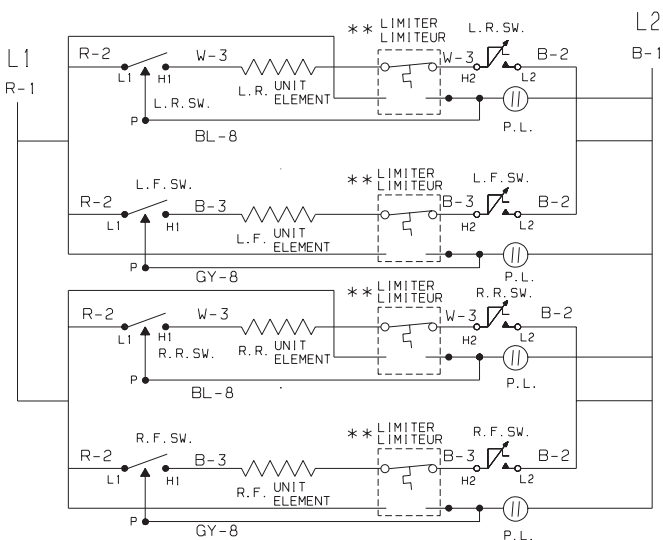 L1
R-1
L2
B-1
R-2
L1
H1
W-3
L.R. SW.
P
BL-8
L.R. UNIT
ELEMENT
** LIMITER
LIMITEUR
W-3
L.R.SW.
H2
L2
B-2
P.L.
R-2
L.F.SW.
L1
H1
B-3
P
GY-8
L.F. UNIT
ELEMENT
** LIMITER
LIMITEUR
B-3
L.F.SW.
H2
L2
B-2
P.L.
R-2
L1
H1
W-3
R.R.SW.
P
BL-8
R.R. UNIT
ELEMENT
** LIMITER
LIMITEUR
W-3
R.R.SW.
H2
L2
B-2
P.L.
R-2
R.F.SW.
L1
H1
B-3
P
GY-8
R.F. UNIT
ELEMENT
** LIMITER
LIMITEUR
B-3
R.F.SW.
H2
L2
B-2
P.L.